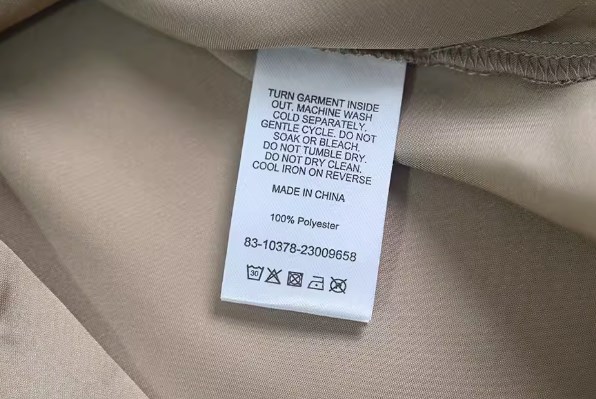 TURN GARMENT INSIDE
OUT. MACHINE WASH
COLD SEPARATELY.
GENTLE CYCLE. DO NOT
SOAK OR BLEACH.
DO NOT TUMBLE DRY.
DO NOT DRY CLEAN.
COOL IRON ON REVERSE
MADE IN CHINA
100% Polyester
83-10378-23009658
30